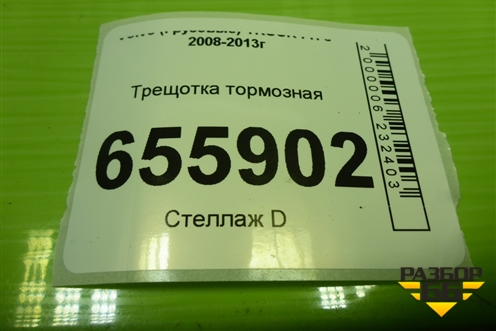 2008-2013г
Трещотка тормозная
655902
Стеллаж D
2000006232403
РАЗБОР